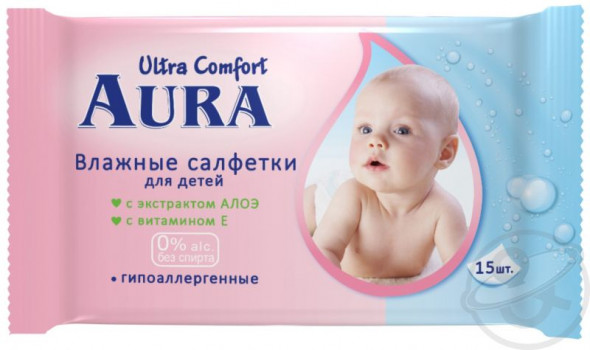 Ultra Comfort
AURA
Влажные салфетки
для детей
с экстрактом АЛОЭ
с витамином Е
0% alc.
без спирта
• гипоаллергенные
15шт.